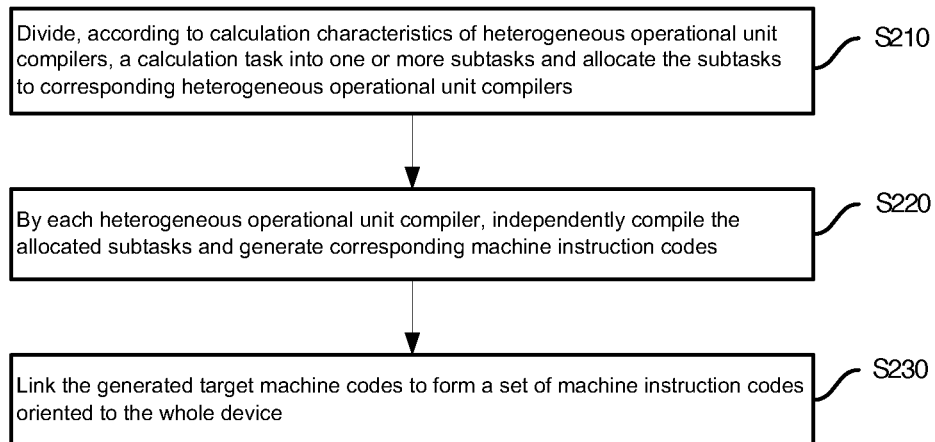 Divide, according to calculation characteristics of heterogeneous operational unit
compilers, a calculation task into one or more subtasks and allocate the subtasks
to corresponding heterogeneous operational unit compilers
S210
By each heterogeneous operational unit compiler, independently compile the
allocated subtasks and generate corresponding machine instruction codes
S220
Link the generated target machine codes to form a set of machine instruction codes
oriented to the whole device
S230